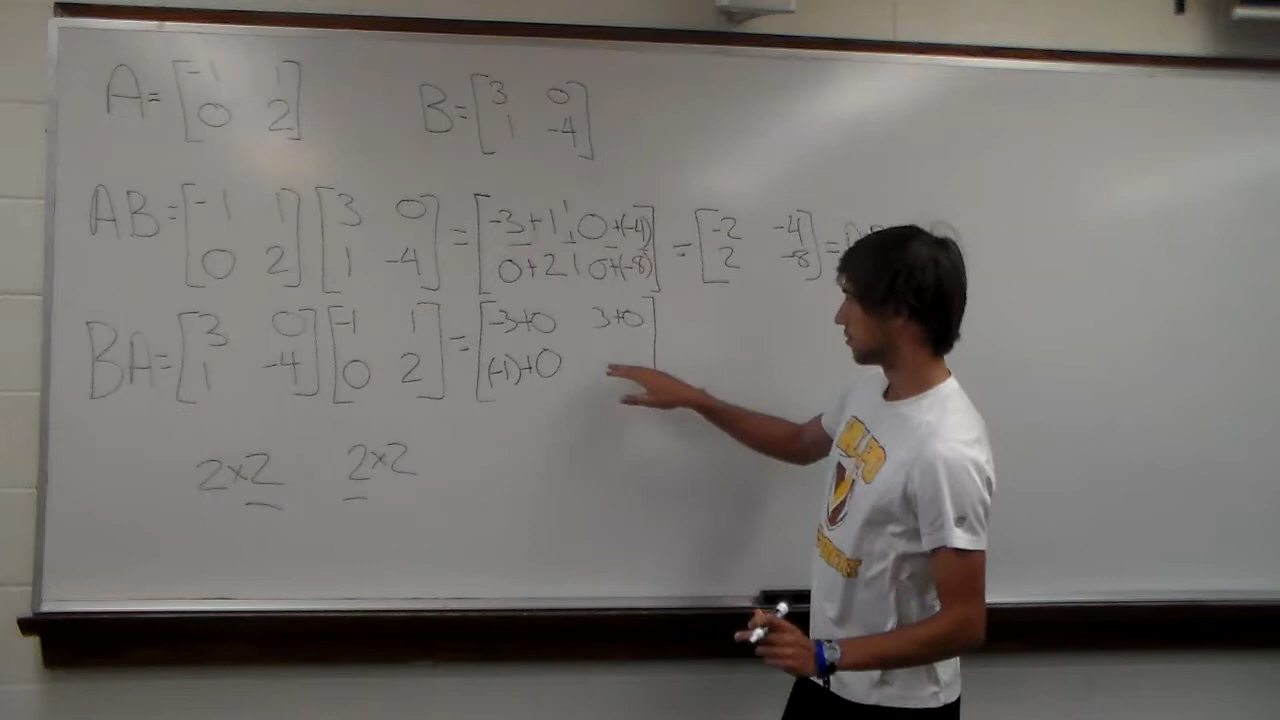 A = [-1 1; 0 2] B = [3 0; 1 -4]
AB = [-1 1; 0 2] [3 0; 1 -4] = [-3+1 0+(-4); 0+2 0+(-8)] = [-2 -4; 2 -8] =
BA = [3 0; 1 -4] [-1 1; 0 2] = [-3+0 3+0; (-1)+0 ]
2×2 2×2